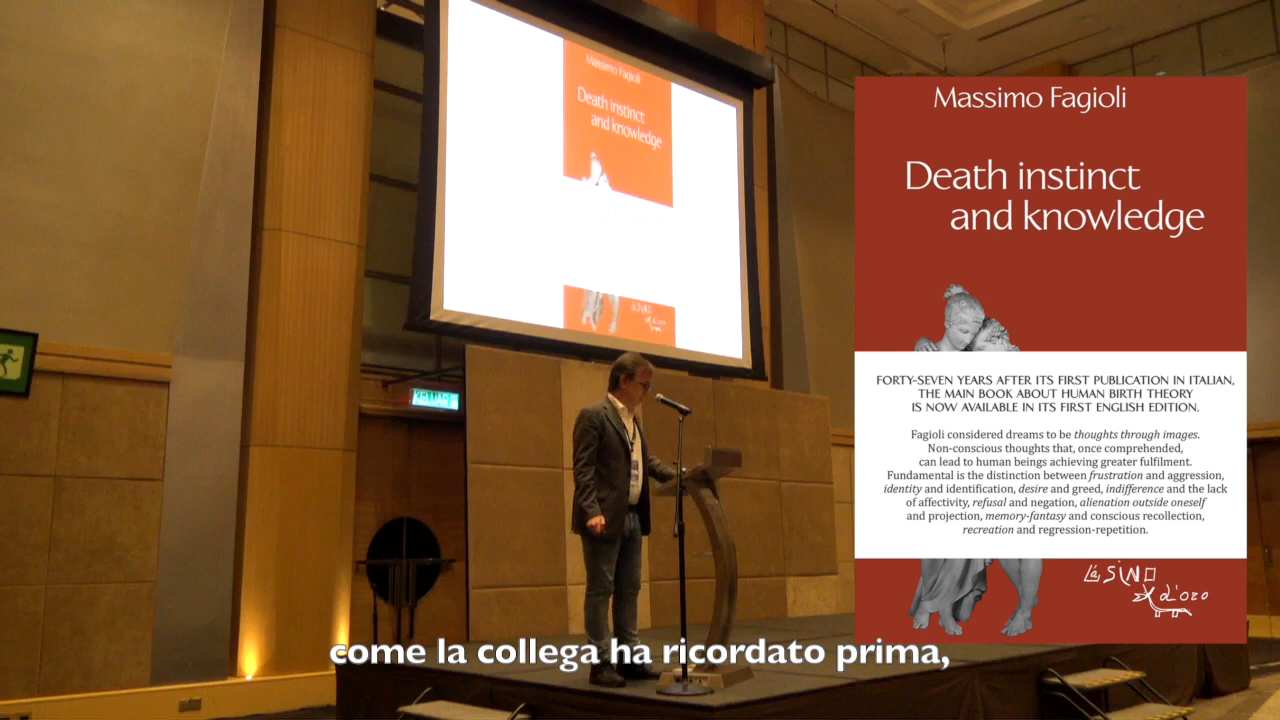 Massimo Fagioli
Death instinct
and knowledge
Massimo Fagioli
Death instinct
and knowledge
FORTY-SEVEN YEARS AFTER ITS FIRST PUBLICATION IN ITALIAN,
THE MAIN BOOK ABOUT HUMAN BIRTH THEORY
IS NOW AVAILABLE IN ITS FIRST ENGLISH EDITION.
Fagioli considered dreams to be thoughts through images.
Non-conscious thoughts that, once comprehended,
can lead to human beings achieving greater fulfilment.
Fundamental is the distinction between frustration and aggression,
identity and identification, desire and greed, indifference and the lack
of affectivity, refusal and negation, alienation outside oneself
and projection, memory-fantasy and conscious recollection,
recreation and regression-repetition.
L'ASINO
d'oro
L'ASINO
d'oro
come la collega ha ricordato prima,